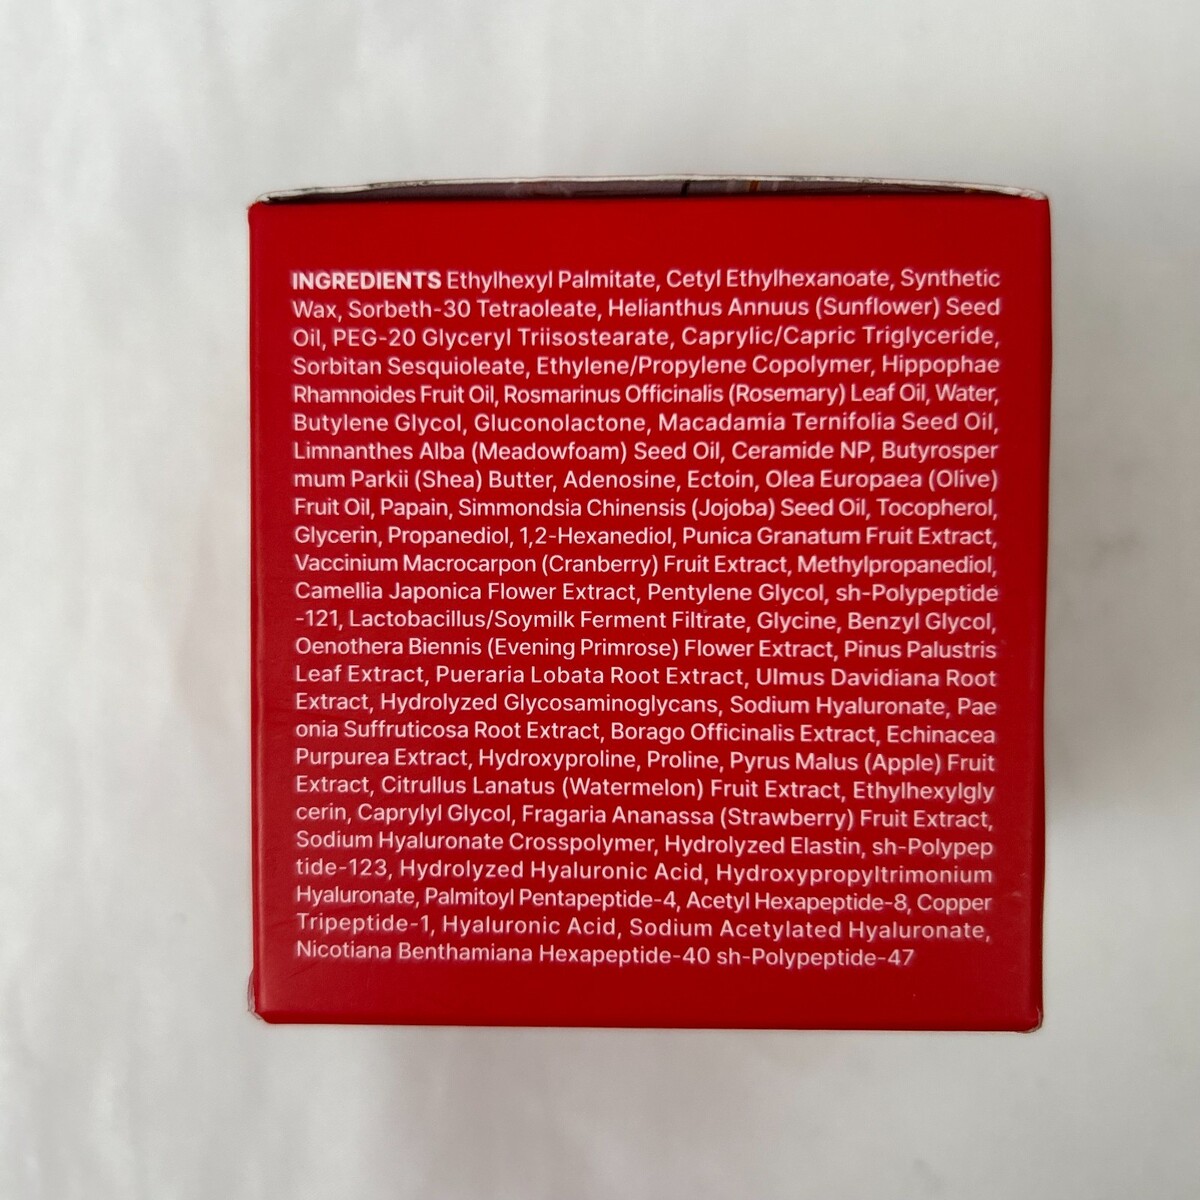 INGREDIENTS Ethylhexyl Palmitate, Cetyl Ethylhexanoate, Synthetic
Wax, Sorbeth-30 Tetraoleate, Helianthus Annuus (Sunflower) Seed
Oil, PEG-20 Glyceryl Triisostearate, Caprylic/Capric Triglyceride,
Sorbitan Sesquioleate, Ethylene/Propylene Copolymer, Hippophae
Rhamnoides Fruit Oil, Rosmarinus Officinalis (Rosemary) Leaf Oil, Water,
Butylene Glycol, Gluconolactone, Macadamia Ternifolia Seed Oil,
Limnanthes Alba (Meadowfoam) Seed Oil, Ceramide NP, Butyrosper
mum Parkii (Shea) Butter, Adenosine, Ectoin, Olea Europaea (Olive)
Fruit Oil, Papain, Simmondsia Chinensis (Jojoba) Seed Oil, Tocopherol,
Glycerin, Propanediol, 1,2-Hexanediol, Punica Granatum Fruit Extract,
Vaccinium Macrocarpon (Cranberry) Fruit Extract, Methylpropanediol,
Camellia Japonica Flower Extract, Pentylene Glycol, sh-Polypeptide
-121, Lactobacillus/Soymilk Ferment Filtrate, Glycine, Benzyl Glycol,
Oenothera Biennis (Evening Primrose) Flower Extract, Pinus Palustris
Leaf Extract, Pueraria Lobata Root Extract, Ulmus Davidiana Root
Extract, Hydrolyzed Glycosaminoglycans, Sodium Hyaluronate, Pae
onia Suffruticosa Root Extract, Borago Officinalis Extract, Echinacea
Purpurea Extract, Hydroxyproline, Proline, Pyrus Malus (Apple) Fruit
Extract, Citrullus Lanatus (Watermelon) Fruit Extract, Ethylhexylgly
cerin, Caprylyl Glycol, Fragaria Ananassa (Strawberry) Fruit Extract,
Sodium Hyaluronate Crosspolymer, Hydrolyzed Elastin, sh-Polypep
tide-123, Hydrolyzed Hyaluronic Acid, Hydroxypropyltrimonium
Hyaluronate, Palmitoyl Pentapeptide-4, Acetyl Hexapeptide-8, Copper
Tripeptide-1, Hyaluronic Acid, Sodium Acetylated Hyaluronate,
Nicotiana Benthamiana Hexapeptide-40 sh-Polypeptide-47